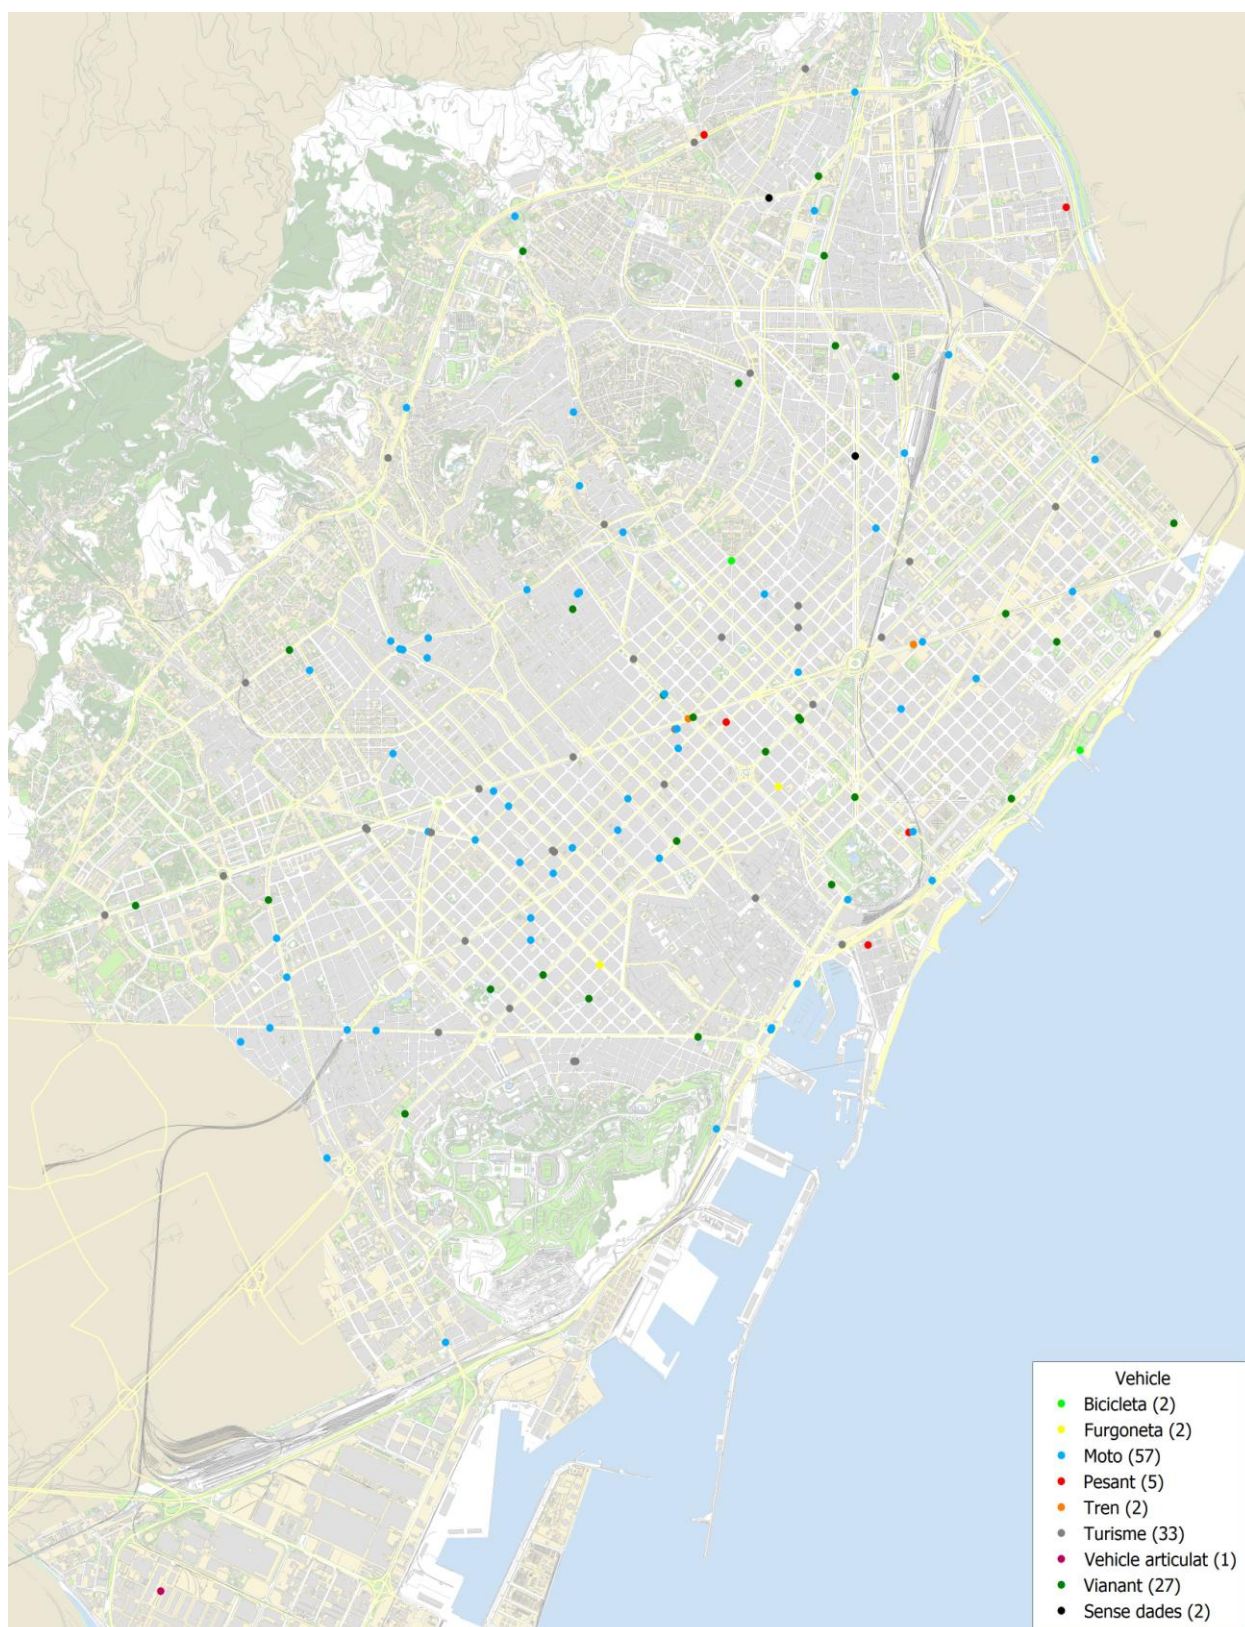 Vehicle
Bicicleta (2)
Furgoneta (2)
Moto (57)
Pesant (5)
Tren (2)
Turisme (33)
Vehicle articulat (1)
Vianant (27)
Sense dades (2)